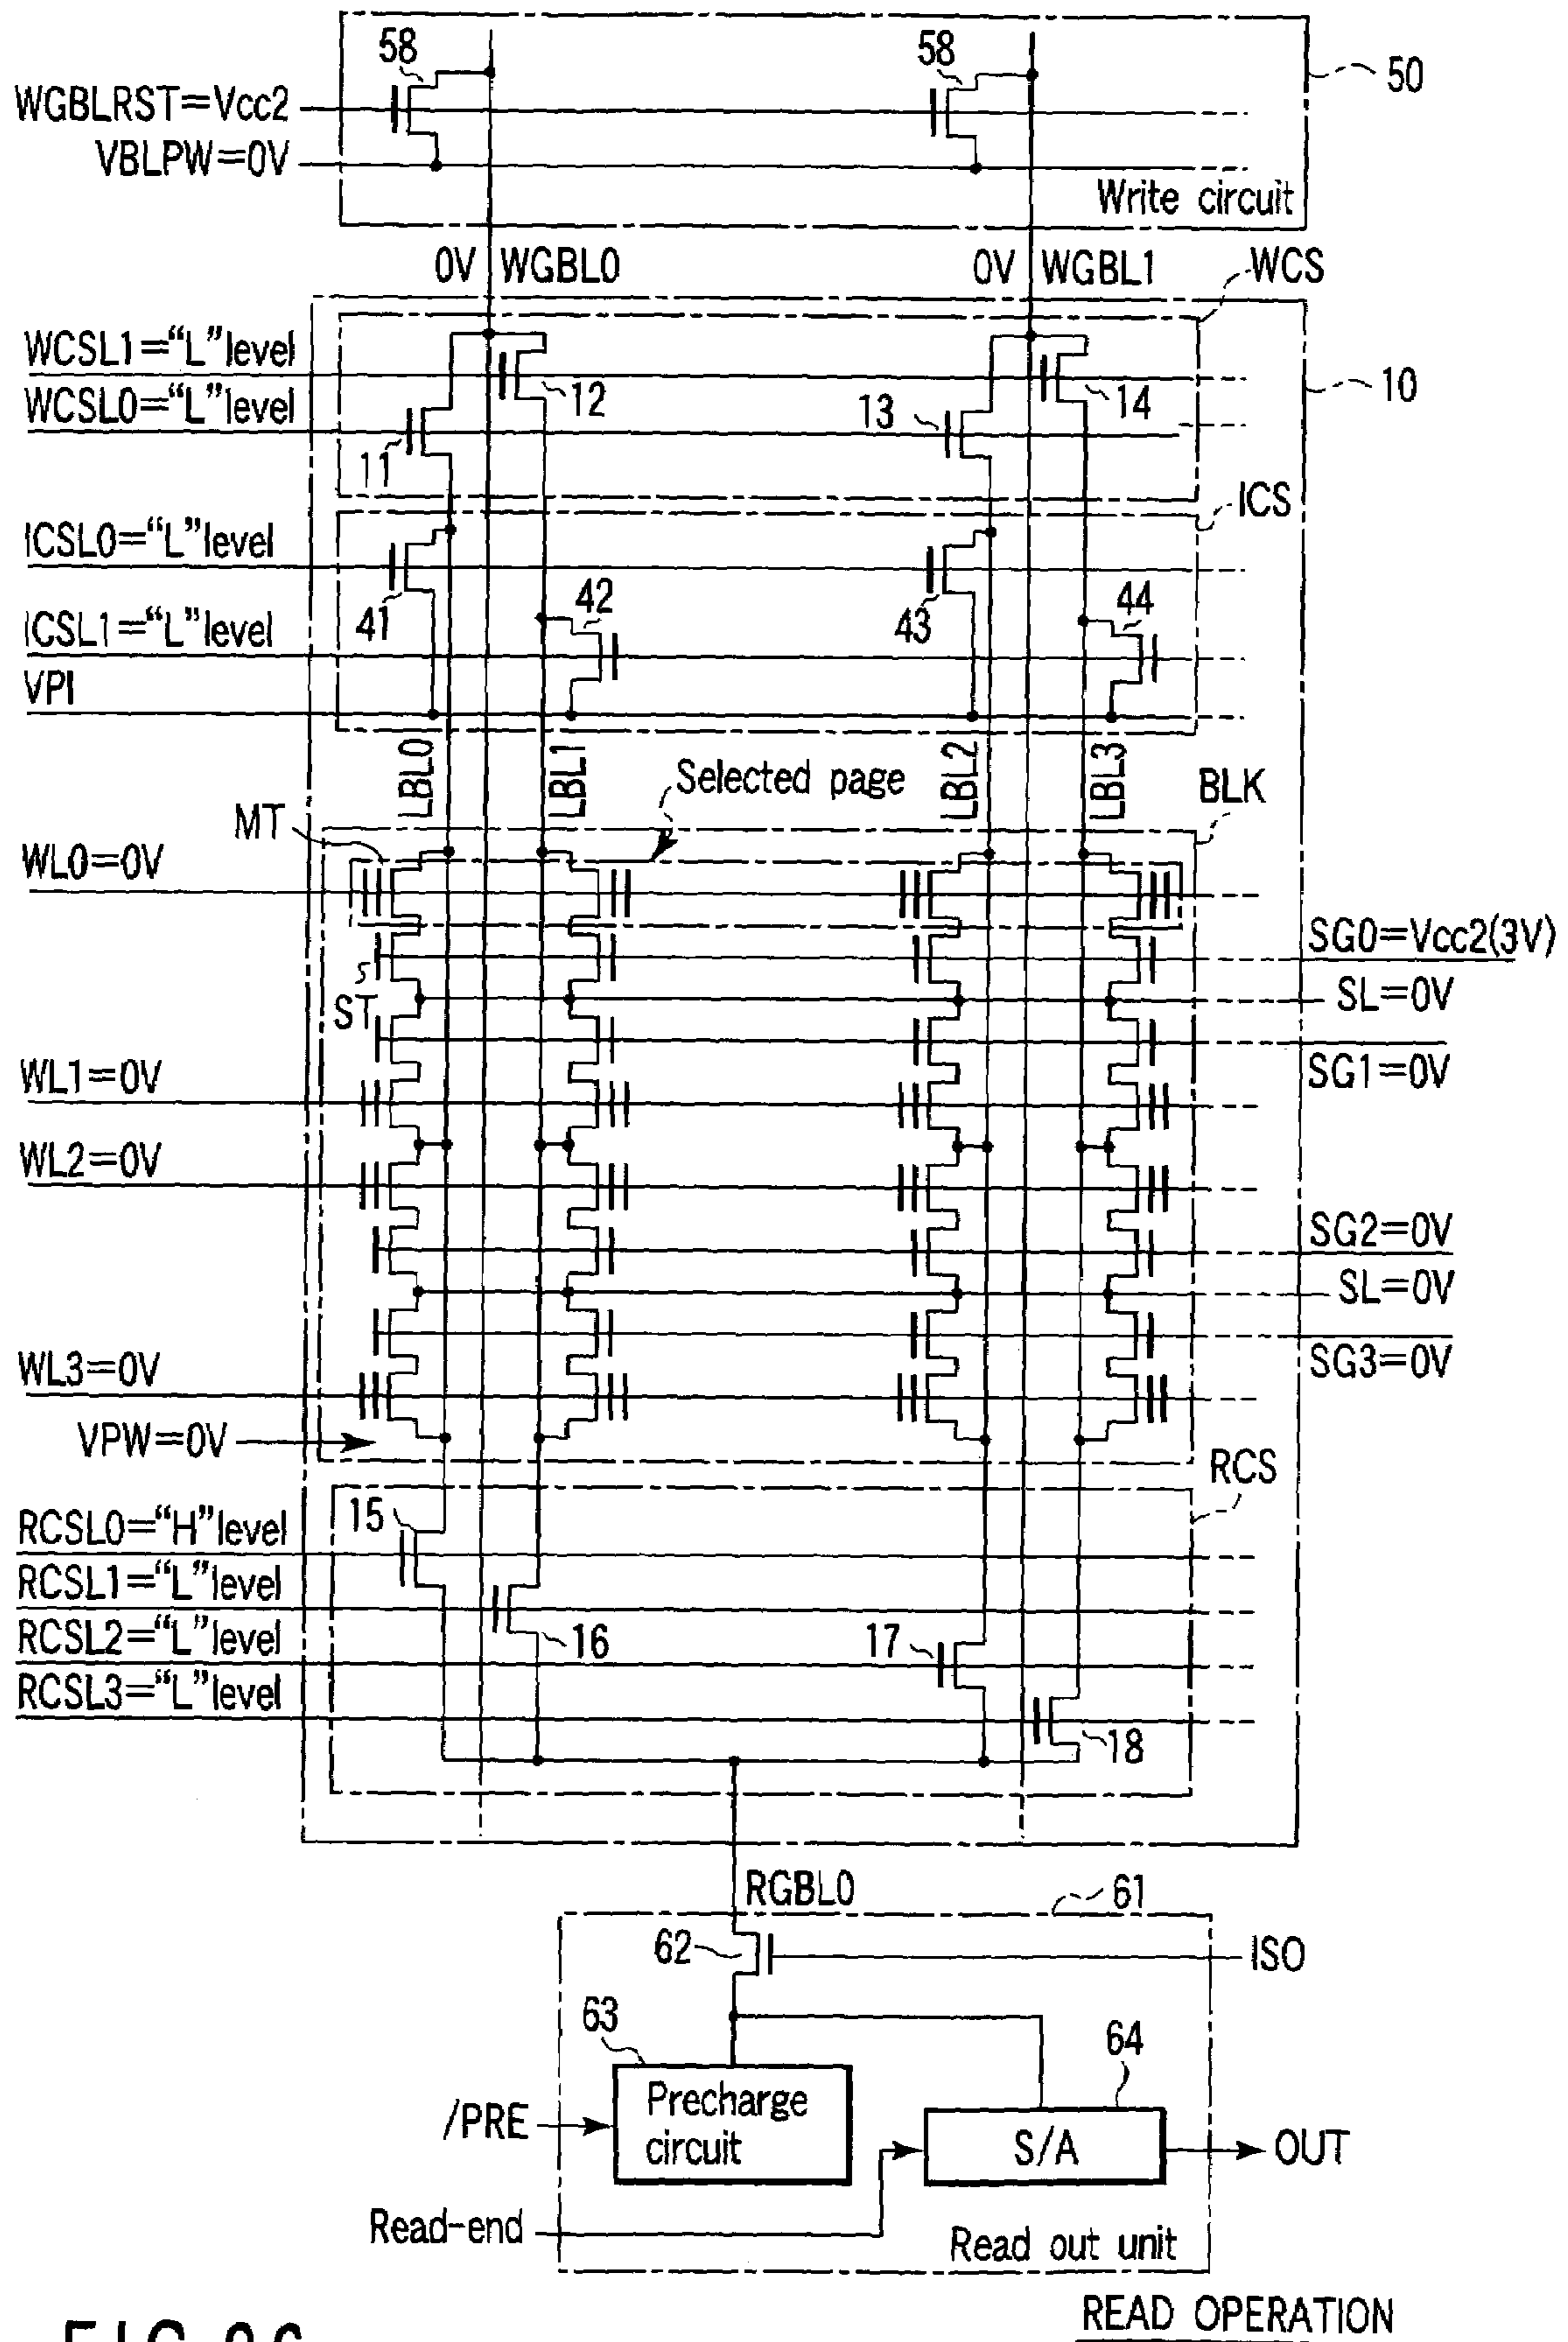 58
58
50
WGBLRST=Vcc2
VBLPW=0V
Write circuit
0V WGBL0
0V WGBL1
WCS
WCSL1="L"level
12
14
10
WCSL0="L"level
13
11
ICS
ICSL0="L"level
41
42
43
44
ICSL1="L"level
VPI
LBL0
LBL1
LBL2
LBL3
Selected page
BLK
MT
WL0=0V
SG0=Vcc2(3V)
SL=0V
ST
WL1=0V
SG1=0V
WL2=0V
SG2=0V
SL=0V
WL3=0V
SG3=0V
VPW=0V
RCS
15
RCSL0="H"level
RCSL1="L"level
16
17
RCSL2="L"level
RCSL3="L"level
18
RGBL0
61
62
ISO
63
64
/PRE
Precharge
circuit
S/A
OUT
Read-end
Read out unit
READ OPERATION